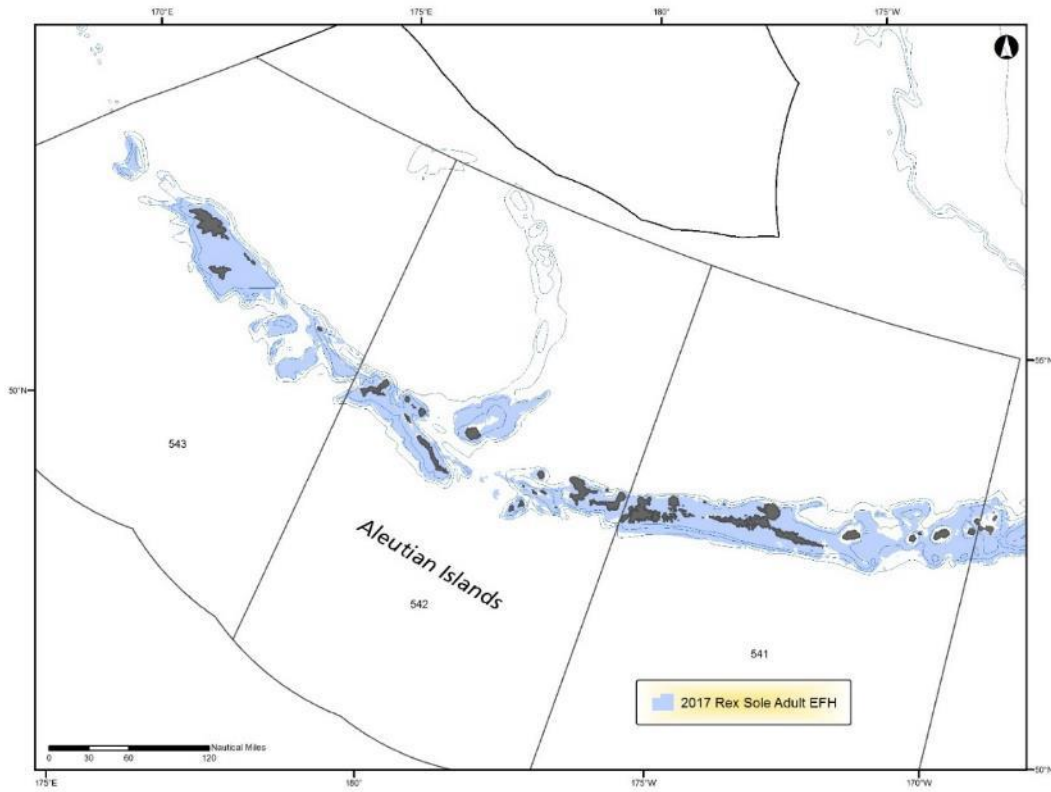 170°E 175°E 180° 175°W
50°N
55°N
543
Aleutian Islands
542
541
2017 Rex Sole Adult EFH
Nautical Miles
0 30 60 120
175°E 180° 175°W 170°W
50°N